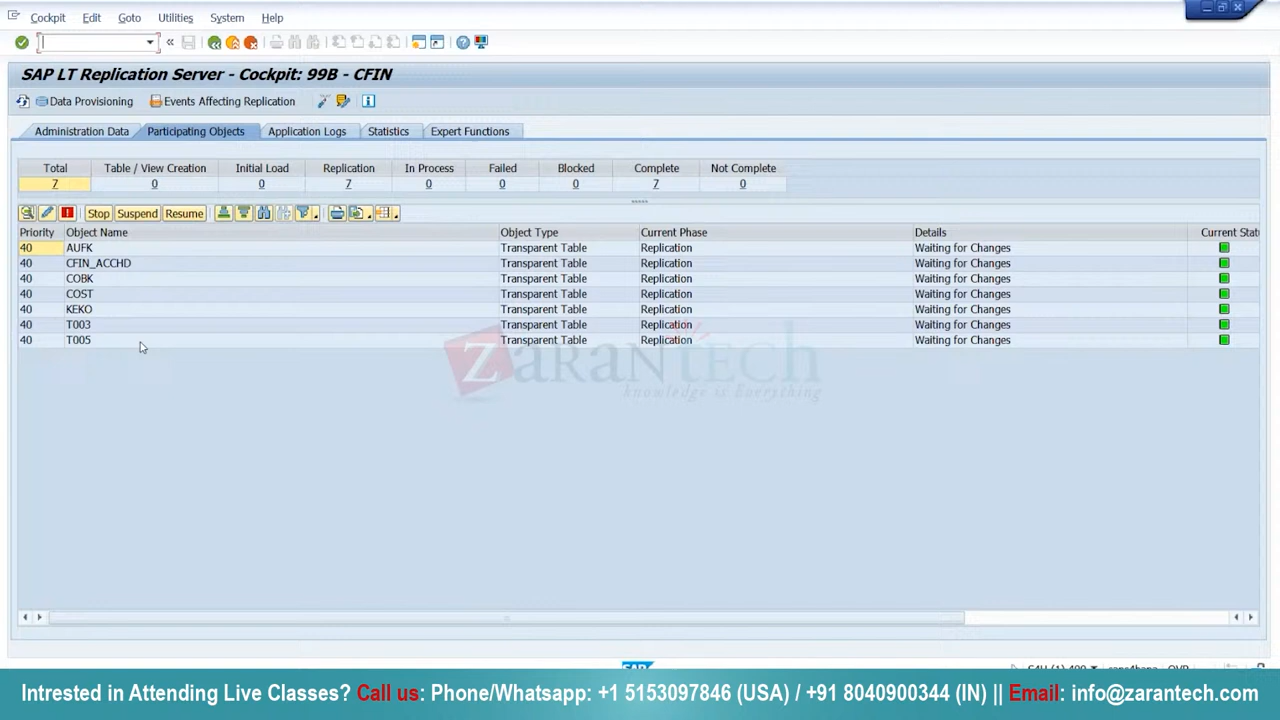 Cockpit Edit Goto Utilities System Help
SAP LT Replication Server - Cockpit: 99B - CFIN
Data Provisioning Events Affecting Replication
Administration Data Participating Objects Application Logs Statistics Expert Functions
Total Table / View Creation Initial Load Replication In Process Failed Blocked Complete Not Complete
7 0 0 7 0 0 0 7 0
Stop Suspend Resume
Priority Object Name Object Type Current Phase Details Current Statu
40 AUFK Transparent Table Replication Waiting for Changes
40 CFIN_ACCHD Transparent Table Replication Waiting for Changes
40 COBK Transparent Table Replication Waiting for Changes
40 COST Transparent Table Replication Waiting for Changes
40 KEKO Transparent Table Replication Waiting for Changes
40 T003 Transparent Table Replication Waiting for Changes
40 T005 Transparent Table Replication Waiting for Changes
ZaranTech
knowledge is Everything
SAP
Intrested in Attending Live Classes? Call us: Phone/Whatsapp: +1 5153097846 (USA) / +91 8040900344 (IN) || Email: info@zarantech.com